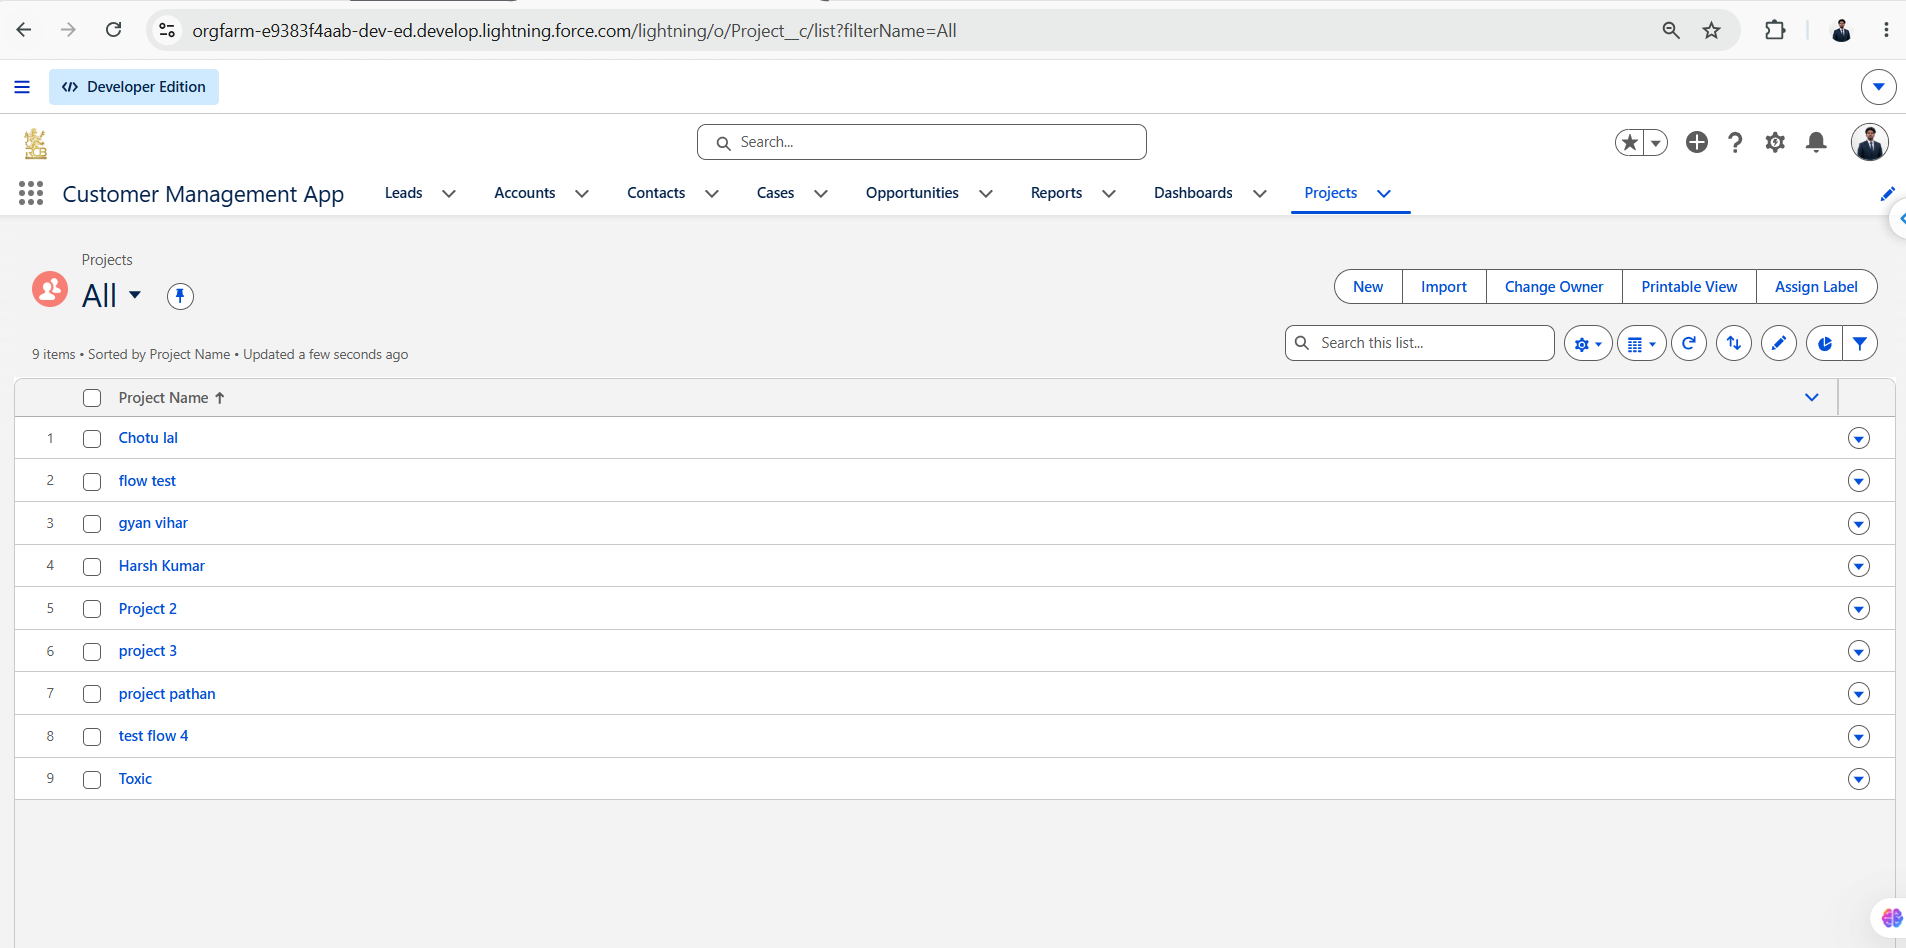 orgfarm-e9383f4aab-dev-ed.develop.lightning.force.com/lightning/o/Project__c/list?filterName=All
Developer Edition
RCB
Search...
Customer Management App
Leads
Accounts
Contacts
Cases
Opportunities
Reports
Dashboards
Projects
Projects
All
New
Import
Change Owner
Printable View
Assign Label
9 items • Sorted by Project Name • Updated a few seconds ago
Search this list...
Project Name
1 Chotu lal
2 flow test
3 gyan vihar
4 Harsh Kumar
5 Project 2
6 project 3
7 project pathan
8 test flow 4
9 Toxic